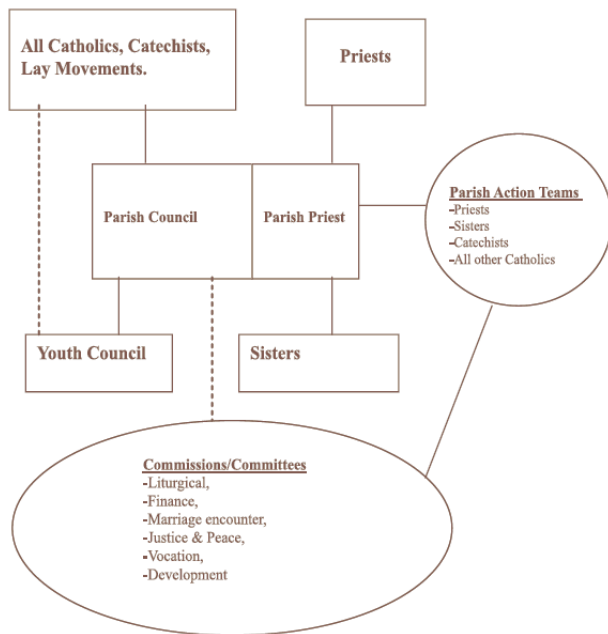 All Catholics, Catechists,
Lay Movements.
Priests
Parish Council
Parish Priest
Parish Action Teams
-Priests
-Sisters
-Catechists
-All other Catholics
Youth Council
Sisters
Commissions/Committees
-Liturgical,
-Finance,
-Marriage encounter,
-Justice & Peace,
-Vocation,
-Development